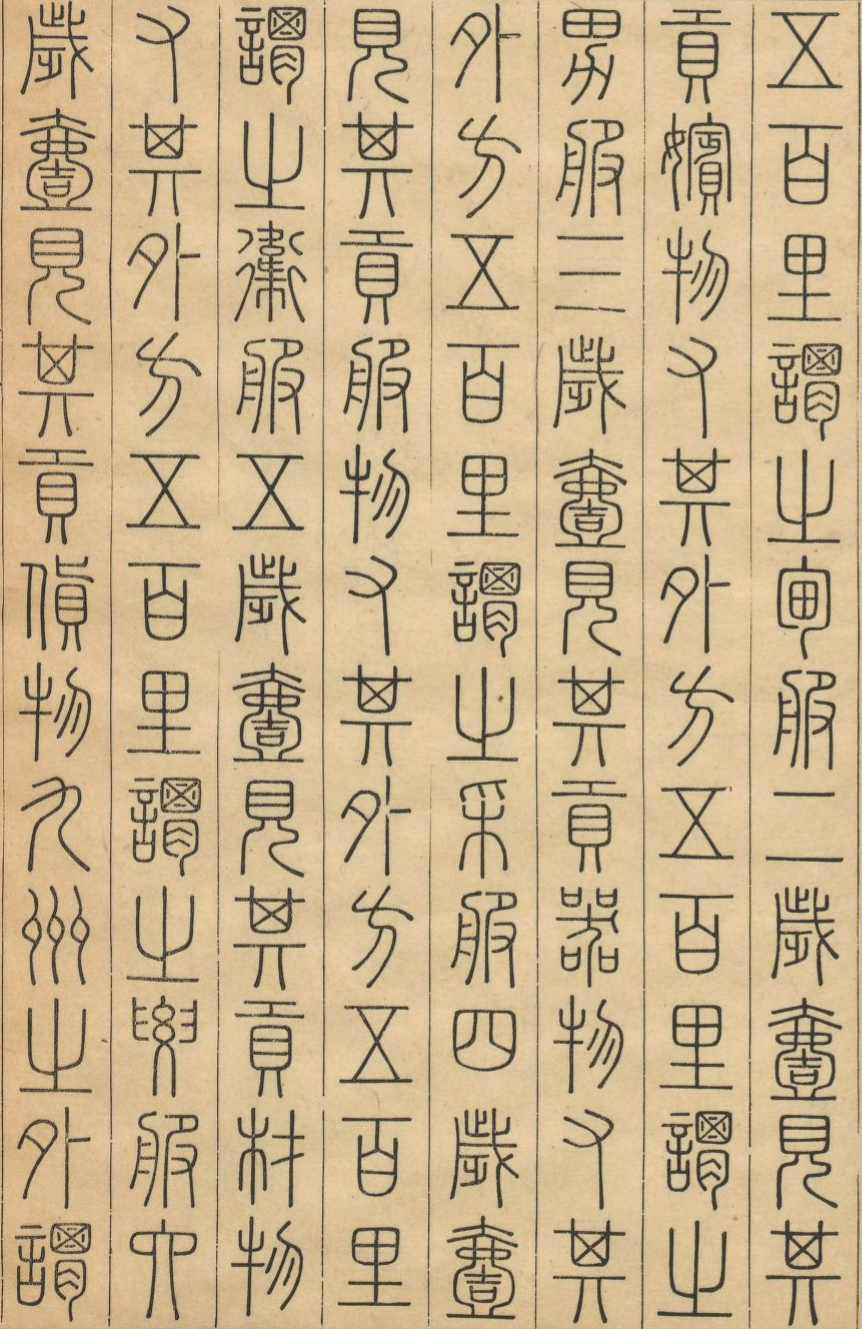 五百里謂之甸服二歲壹見其
貢嬪物又其外方五百里謂之
男服三歲壹見其貢器物又其
外方五百里謂之采服四歲壹
見其貢服物又其外方五百里
謂之衛服五歲壹見其貢材物
又其外方五百里謂之要服六
歲壹見其貢貨物九州之外謂